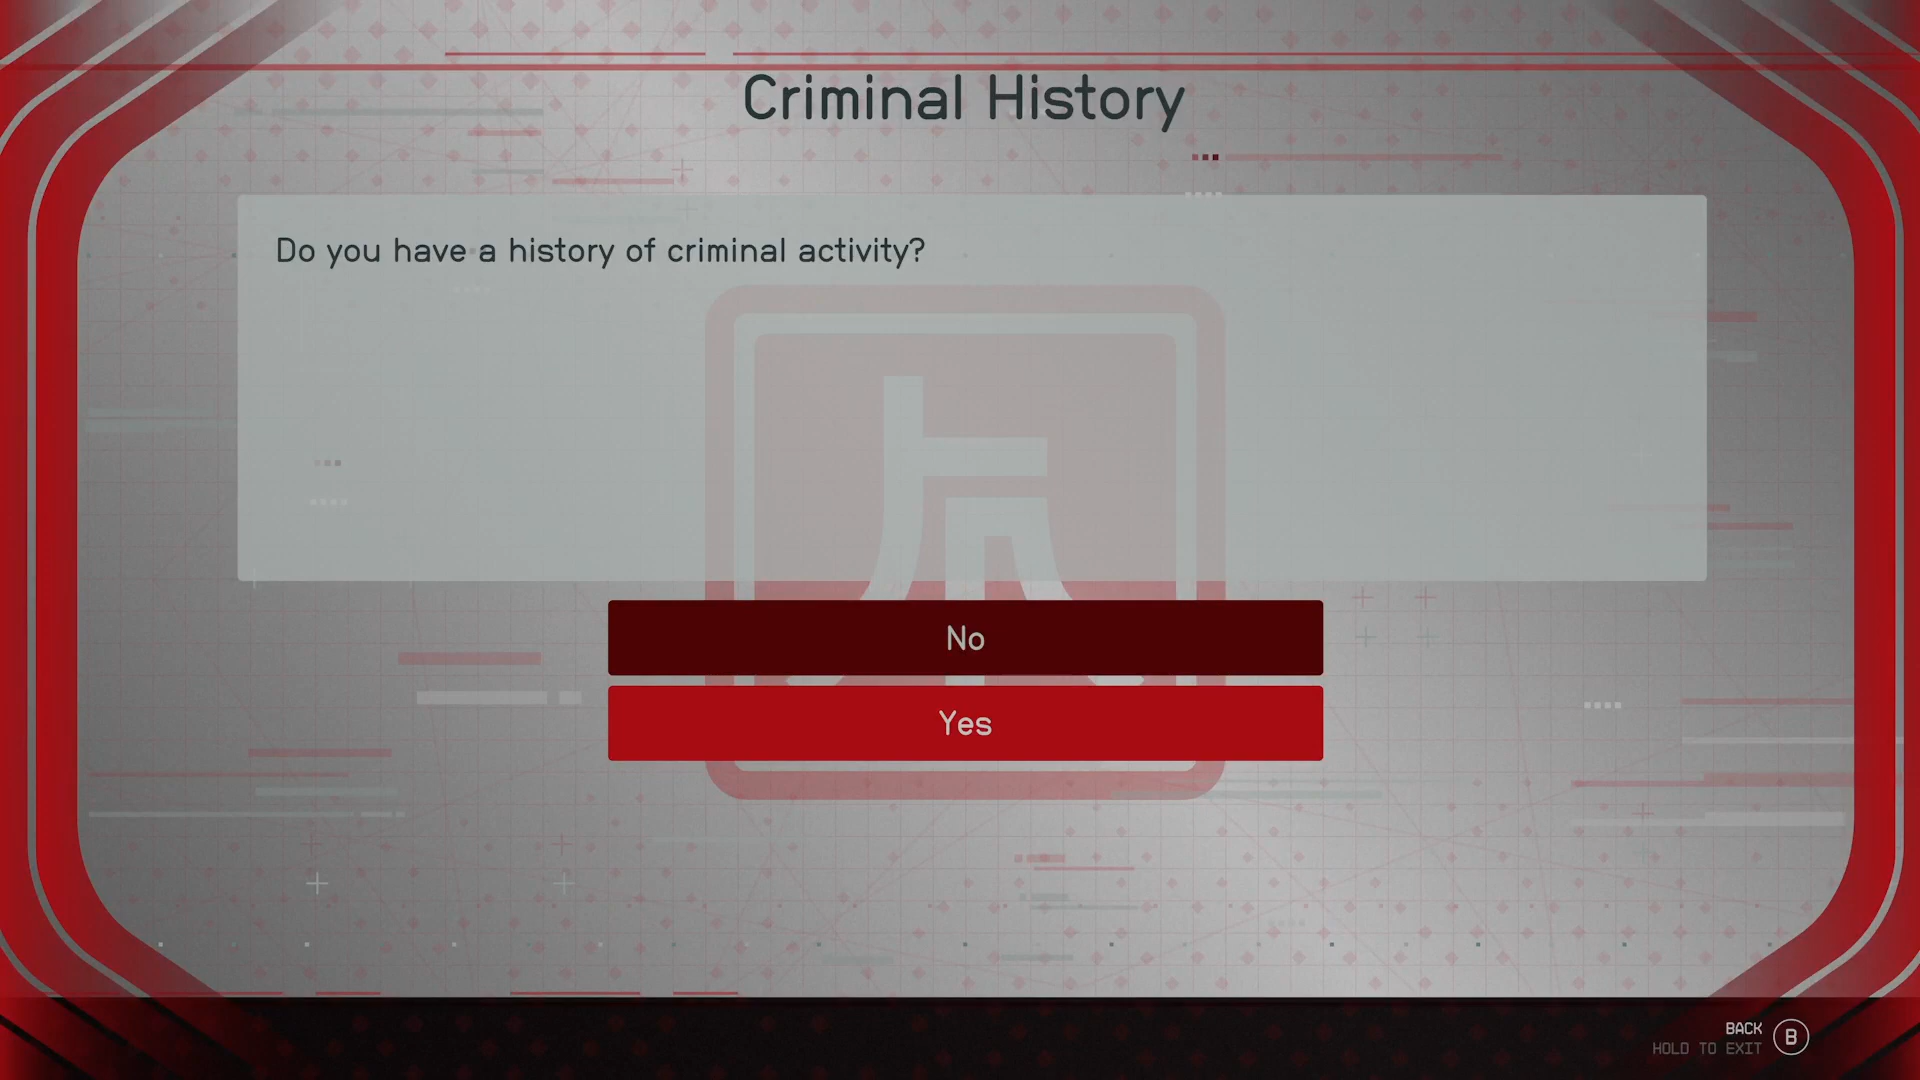 Criminal History
Do you have a history of criminal activity?
No
Yes
BACK
HOLD TO EXIT
B